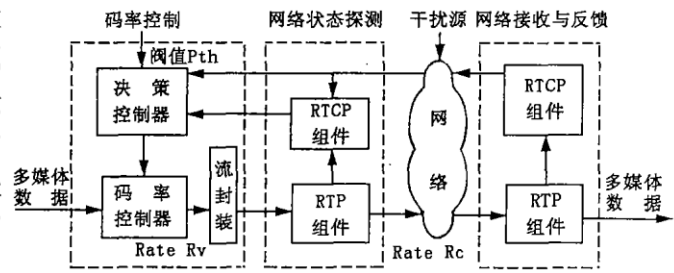 码率控制
网络状态探测
干扰源
网络接收与反馈
阀值Pth
决策
控制器
RTCP
组件
网络
RTCP
组件
多媒体
数据
码率
控制器
流封装
RTP
组件
RTP
组件
多媒体
数据
Rate Rv
Rate Rc